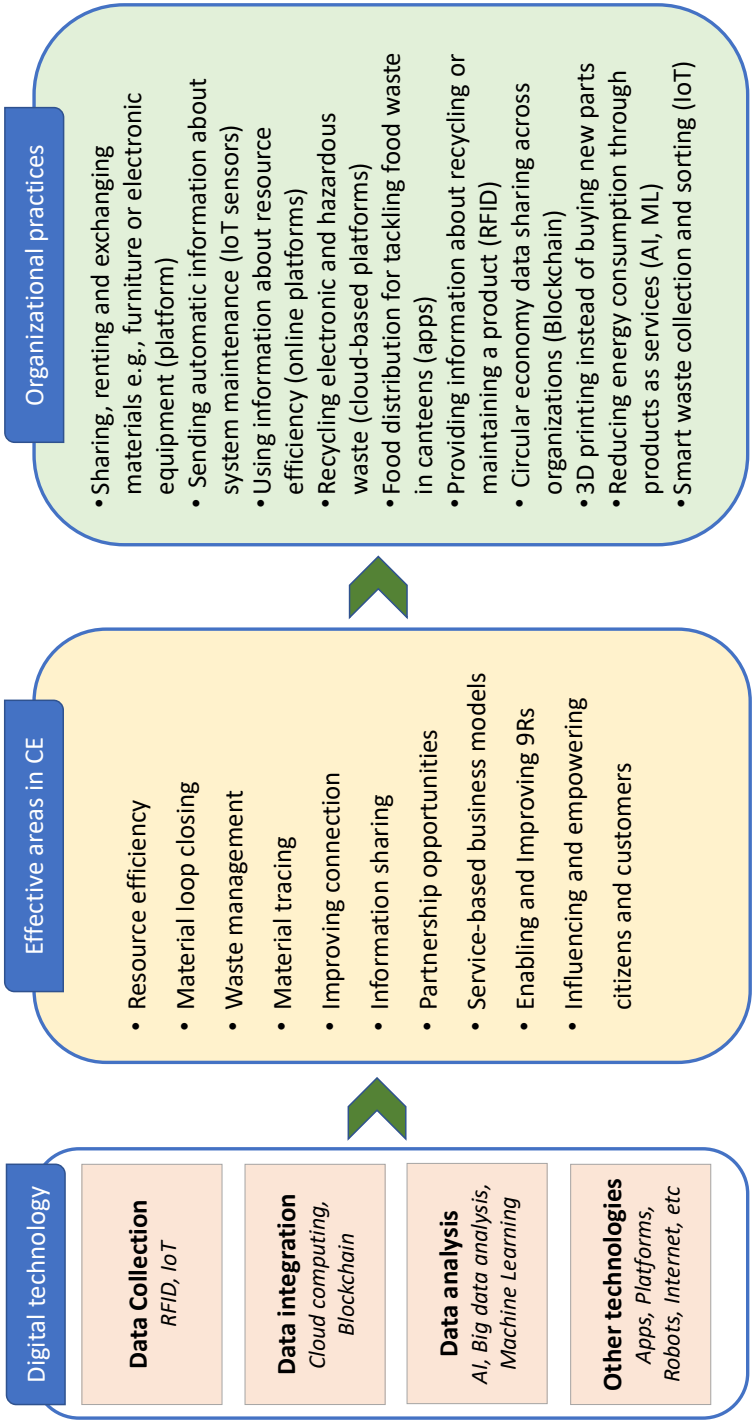 Digital technology
Data Collection
RFID, IoT
Data integration
Cloud computing,
Blockchain
Data analysis
AI, Big data analysis,
Machine Learning
Other technologies
Apps, Platforms,
Robots, Internet, etc
Effective areas in CE
• Resource efficiency
• Material loop closing
• Waste management
• Material tracing
• Improving connection
• Information sharing
• Partnership opportunities
• Service-based business models
• Enabling and Improving 9Rs
• Influencing and empowering
citizens and customers
Organizational practices
• Sharing, renting and exchanging
materials e.g., furniture or electronic
equipment (platform)
• Sending automatic information about
system maintenance (IoT sensors)
• Using information about resource
efficiency (online platforms)
• Recycling electronic and hazardous
waste (cloud-based platforms)
• Food distribution for tackling food waste
in canteens (apps)
• Providing information about recycling or
maintaining a product (RFID)
• Circular economy data sharing across
organizations (Blockchain)
• 3D printing instead of buying new parts
• Reducing energy consumption through
products as services (AI, ML)
• Smart waste collection and sorting (IoT)